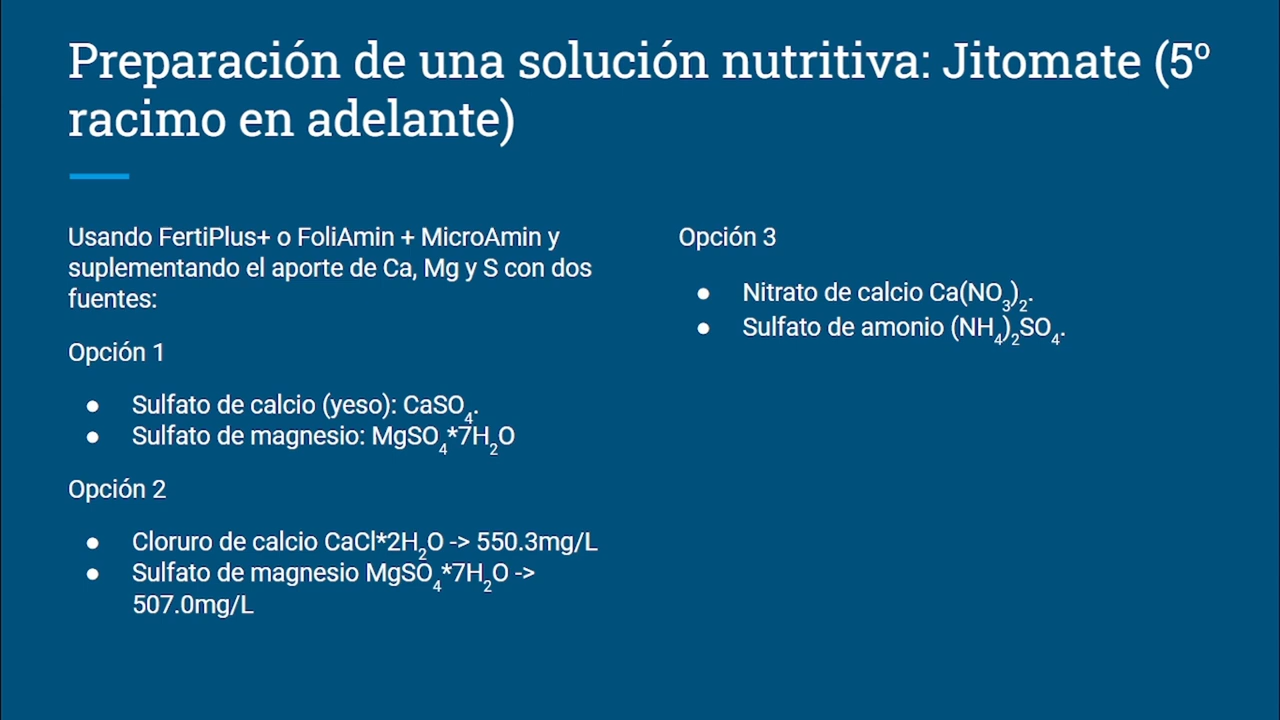 Preparación de una solución nutritiva: Jitomate (5º
racimo en adelante)
Usando FertiPlus+ o FoliAmin + MicroAmin y
suplementando el aporte de Ca, Mg y S con dos
fuentes:
Opción 1
● Sulfato de calcio (yeso): CaSO₄.
● Sulfato de magnesio: MgSO₄*7H₂O
Opción 2
● Cloruro de calcio CaCl*2H₂O -> 550.3mg/L
● Sulfato de magnesio MgSO₄*7H₂O ->
507.0mg/L
Opción 3
● Nitrato de calcio Ca(NO₃)₂.
● Sulfato de amonio (NH₄)₂SO₄.